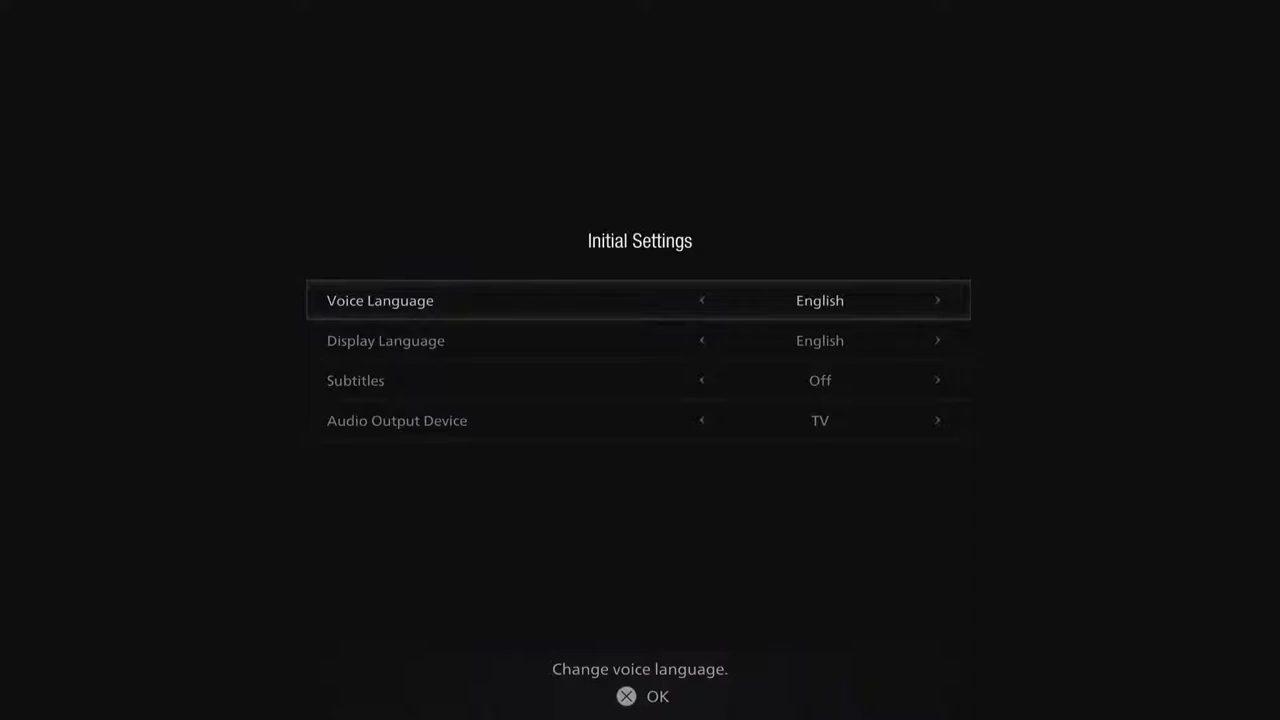 Initial Settings
Voice Language < English >
Display Language < English >
Subtitles < Off >
Audio Output Device < TV >
Change voice language.
OK